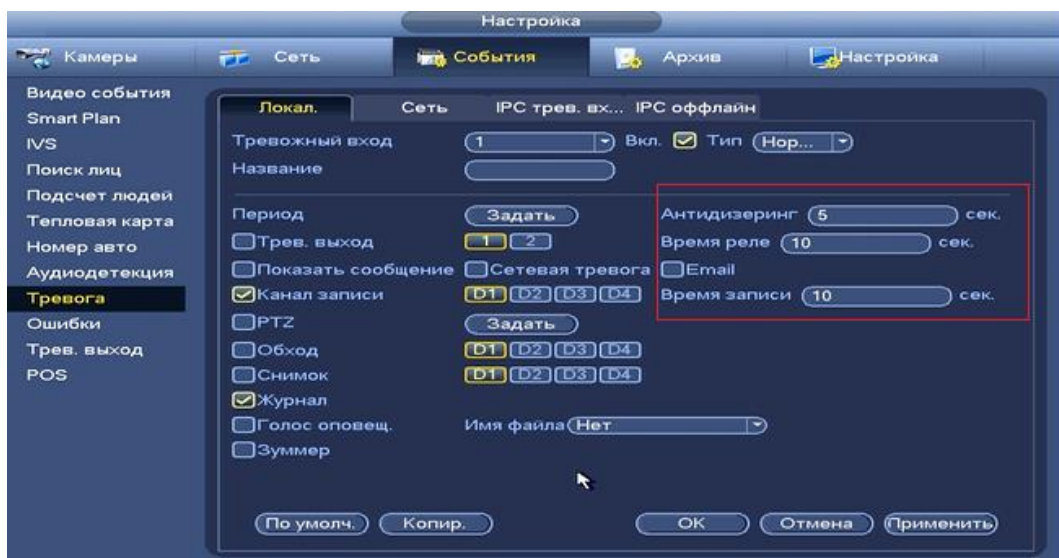 Настройка
Камеры Сеть События Архив Настройка
Видео события
Smart Plan
IVS
Поиск лиц
Подсчет людей
Тепловая карта
Номер авто
Аудиодетекция
Тревога
Ошибки
Трев. выход
POS
Локал. Сеть IPC трев. вх... IPC оффлайн
Тревожный вход 1 Вкл. Тип Нор...
Название
Период Задать Антидизеринг 5 сек.
Трев. выход 1 2 Время реле 10 сек.
Показать сообщение Сетевая тревога Email
Канал записи D1 D2 D3 D4 Время записи 10 сек.
PTZ Задать
Обход D1 D2 D3 D4
Снимок D1 D2 D3 D4
Журнал
Голос оповещ. Имя файла Нет
Зуммер
По умолч. Копир. OK Отмена Применить